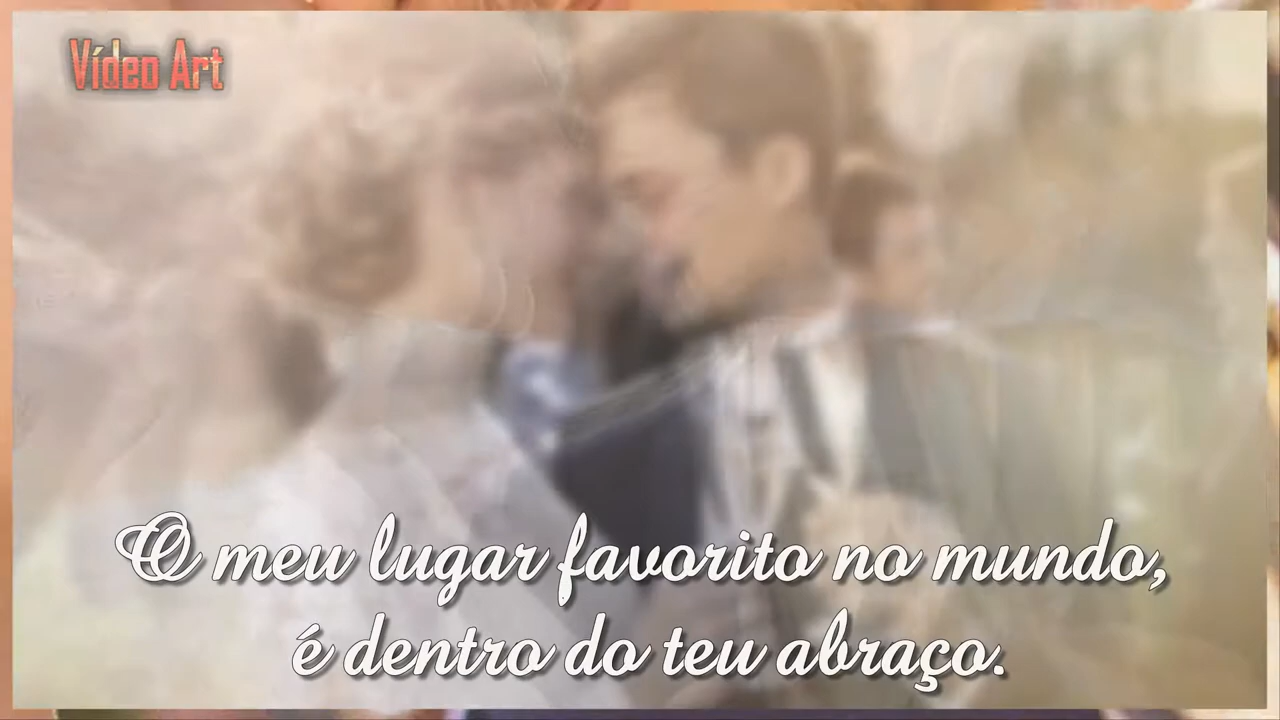 Vídeo Art
O meu lugar favorito no mundo,
é dentro do teu abraço.